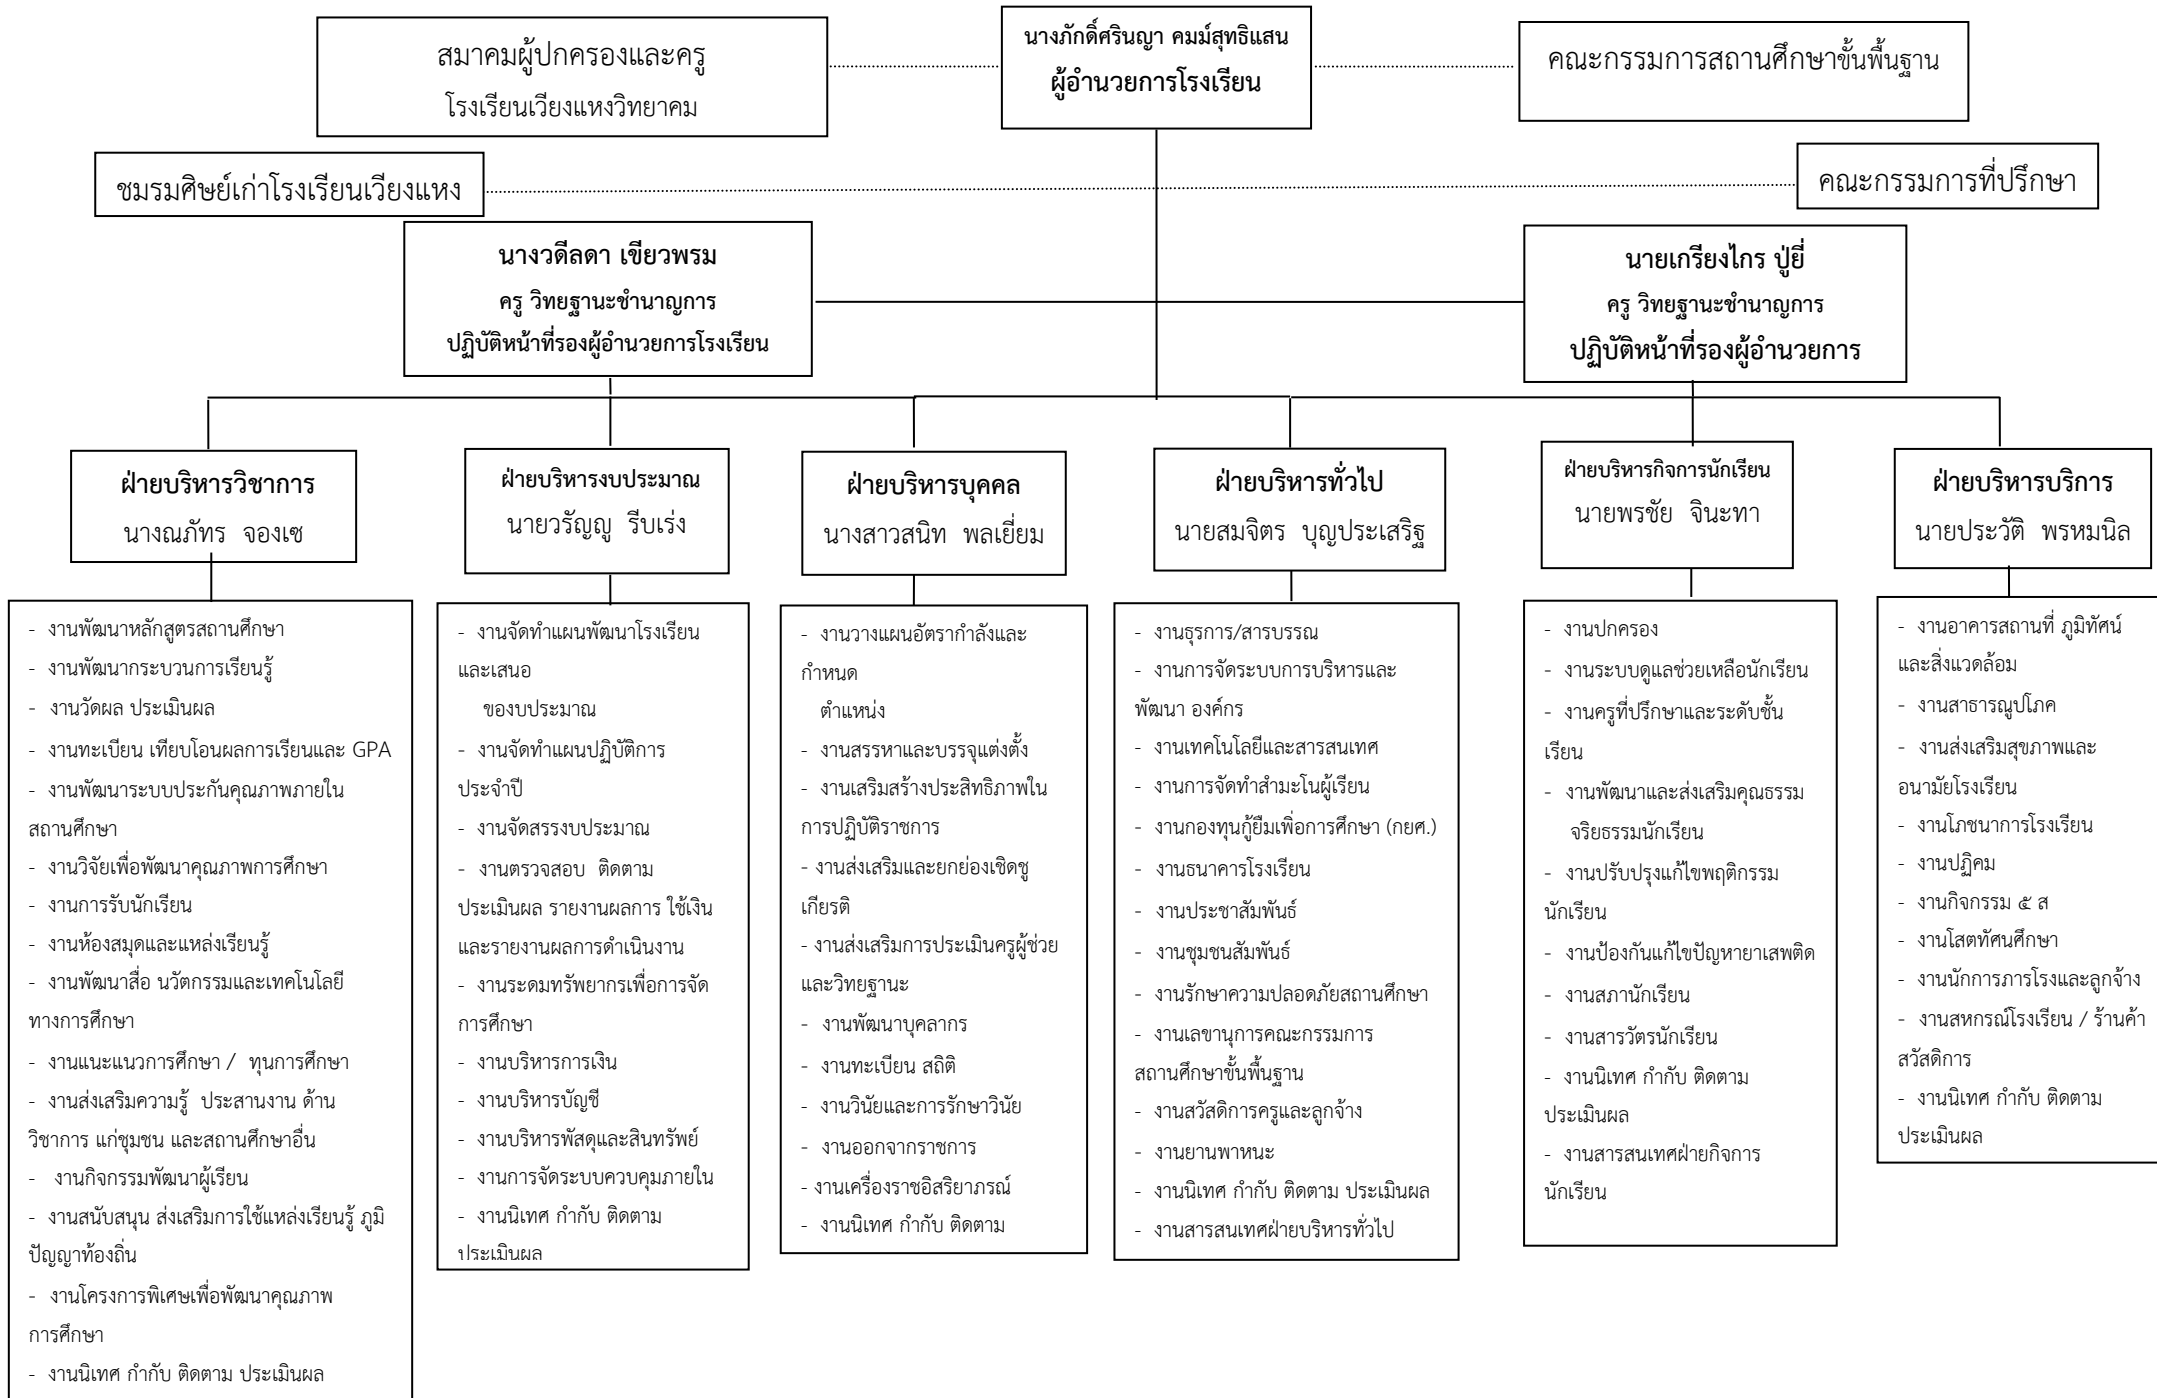 สมาคมผู้ปกครองและครู
โรงเรียนเวียงแหงวิทยาคม
นางภักดิ์ศรินญา คมม์สุทธิแสน
ผู้อำนวยการโรงเรียน
คณะกรรมการสถานศึกษาขั้นพื้นฐาน
ชมรมศิษย์เก่าโรงเรียนเวียงแหง
คณะกรรมการที่ปรึกษา
นางวดีลดา เขียวพรม
ครู วิทยฐานะชำนาญการ
ปฏิบัติหน้าที่รองผู้อำนวยการโรงเรียน
นายเกรียงไกร ปู่ยี่
ครู วิทยฐานะชำนาญการ
ปฏิบัติหน้าที่รองผู้อำนวยการ
ฝ่ายบริหารวิชาการ
นางณภัทร จองเซ
- งานพัฒนาหลักสูตรสถานศึกษา
- งานพัฒนากระบวนการเรียนรู้
- งานวัดผล ประเมินผล
- งานทะเบียน เทียบโอนผลการเรียนและ GPA
- งานพัฒนาระบบประกันคุณภาพภายใน
สถานศึกษา
- งานวิจัยเพื่อพัฒนาคุณภาพการศึกษา
- งานการรับนักเรียน
- งานห้องสมุดและแหล่งเรียนรู้
- งานพัฒนาสื่อ นวัตกรรมและเทคโนโลยี
ทางการศึกษา
- งานแนะแนวการศึกษา / ทุนการศึกษา
- งานส่งเสริมความรู้ ประสานงาน ด้าน
วิชาการ แก่ชุมชน และสถานศึกษาอื่น
- งานกิจกรรมพัฒนาผู้เรียน
- งานสนับสนุน ส่งเสริมการใช้แหล่งเรียนรู้ ภูมิ
ปัญญาท้องถิ่น
- งานโครงการพิเศษเพื่อพัฒนาคุณภาพ
การศึกษา
- งานนิเทศ กำกับ ติดตาม ประเมินผล
ฝ่ายบริหารงบประมาณ
นายวรัญญู รีบเร่ง
- งานจัดทำแผนพัฒนาโรงเรียน
และเสนอ
ของบประมาณ
- งานจัดทำแผนปฏิบัติการ
ประจำปี
- งานจัดสรรงบประมาณ
- งานตรวจสอบ ติดตาม
ประเมินผล รายงานผลการ ใช้เงิน
และรายงานผลการดำเนินงาน
- งานระดมทรัพยากรเพื่อการจัด
การศึกษา
- งานบริหารการเงิน
- งานบริหารบัญชี
- งานบริหารพัสดุและสินทรัพย์
- งานการจัดระบบควบคุมภายใน
- งานนิเทศ กำกับ ติดตาม
ประเมินผล
ฝ่ายบริหารบุคคล
นางสาวสนิท พลเยี่ยม
- งานวางแผนอัตรากำลังและ
กำหนด
ตำแหน่ง
- งานสรรหาและบรรจุแต่งตั้ง
- งานเสริมสร้างประสิทธิภาพใน
การปฏิบัติราชการ
- งานส่งเสริมและยกย่องเชิดชู
เกียรติ
- งานส่งเสริมการประเมินครูผู้ช่วย
และวิทยฐานะ
- งานพัฒนาบุคลากร
- งานทะเบียน สถิติ
- งานวินัยและการรักษาวินัย
- งานออกจากราชการ
- งานเครื่องราชอิสริยาภรณ์
- งานนิเทศ กำกับ ติดตาม
ฝ่ายบริหารทั่วไป
นายสมจิตร บุญประเสริฐ
- งานธุรการ/สารบรรณ
- งานการจัดระบบการบริหารและ
พัฒนา องค์กร
- งานเทคโนโลยีและสารสนเทศ
- งานการจัดทำสำมะโนผู้เรียน
- งานกองทุนกู้ยืมเพื่อการศึกษา (กยศ.)
- งานธนาคารโรงเรียน
- งานประชาสัมพันธ์
- งานชุมชนสัมพันธ์
- งานรักษาความปลอดภัยสถานศึกษา
- งานเลขานุการคณะกรรมการ
สถานศึกษาขั้นพื้นฐาน
- งานสวัสดิการครูและลูกจ้าง
- งานยานพาหนะ
- งานนิเทศ กำกับ ติดตาม ประเมินผล
- งานสารสนเทศฝ่ายบริหารทั่วไป
ฝ่ายบริหารกิจการนักเรียน
นายพรชัย จินะทา
- งานปกครอง
- งานระบบดูแลช่วยเหลือนักเรียน
- งานครูที่ปรึกษาและระดับชั้น
เรียน
- งานพัฒนาและส่งเสริมคุณธรรม
จริยธรรมนักเรียน
- งานปรับปรุงแก้ไขพฤติกรรม
นักเรียน
- งานป้องกันแก้ไขปัญหายาเสพติด
- งานสภานักเรียน
- งานสารวัตรนักเรียน
- งานนิเทศ กำกับ ติดตาม
ประเมินผล
- งานสารสนเทศฝ่ายกิจการ
นักเรียน
ฝ่ายบริหารบริการ
นายประวัติ พรหมนิล
- งานอาคารสถานที่ ภูมิทัศน์
และสิ่งแวดล้อม
- งานสาธารณูปโภค
- งานส่งเสริมสุขภาพและ
อนามัยโรงเรียน
- งานโภชนาการโรงเรียน
- งานปฏิคม
- งานกิจกรรม ๕ ส
- งานโสตทัศนศึกษา
- งานนักการภารโรงและลูกจ้าง
- งานสหกรณ์โรงเรียน / ร้านค้า
สวัสดิการ
- งานนิเทศ กำกับ ติดตาม
ประเมินผล